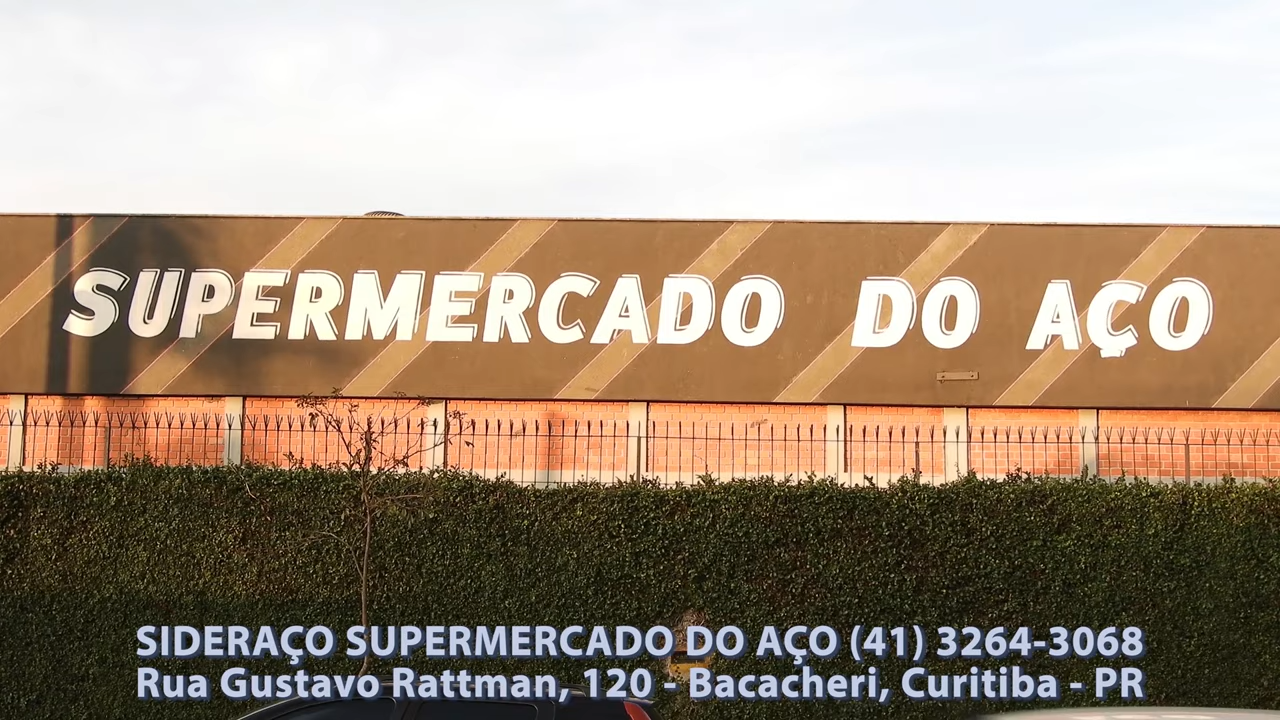 SUPERMERCADO DO AÇO
SIDERAÇO SUPERMERCADO DO AÇO (41) 3264-3068
Rua Gustavo Rattman, 120 - Bacacheri, Curitiba - PR